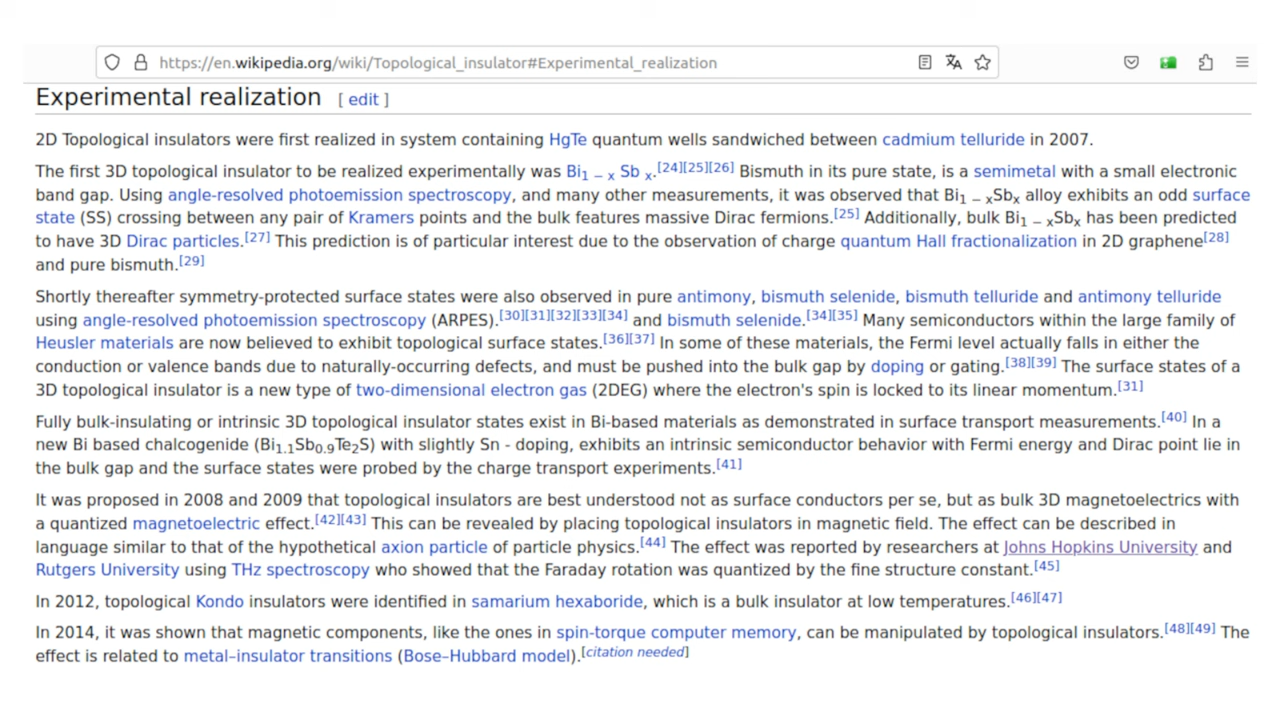 https://en.wikipedia.org/wiki/Topological_insulator#Experimental_realization
Experimental realization [ edit ]
2D Topological insulators were first realized in system containing HgTe quantum wells sandwiched between cadmium telluride in 2007.
The first 3D topological insulator to be realized experimentally was Bi1 − x Sb x.[24][25][26] Bismuth in its pure state, is a semimetal with a small electronic
band gap. Using angle-resolved photoemission spectroscopy, and many other measurements, it was observed that Bi1 − xSbx alloy exhibits an odd surface
state (SS) crossing between any pair of Kramers points and the bulk features massive Dirac fermions.[25] Additionally, bulk Bi1 − xSbx has been predicted
to have 3D Dirac particles.[27] This prediction is of particular interest due to the observation of charge quantum Hall fractionalization in 2D graphene[28]
and pure bismuth.[29]
Shortly thereafter symmetry-protected surface states were also observed in pure antimony, bismuth selenide, bismuth telluride and antimony telluride
using angle-resolved photoemission spectroscopy (ARPES).[30][31][32][33][34] and bismuth selenide.[34][35] Many semiconductors within the large family of
Heusler materials are now believed to exhibit topological surface states.[36][37] In some of these materials, the Fermi level actually falls in either the
conduction or valence bands due to naturally-occurring defects, and must be pushed into the bulk gap by doping or gating.[38][39] The surface states of a
3D topological insulator is a new type of two-dimensional electron gas (2DEG) where the electron's spin is locked to its linear momentum.[31]
Fully bulk-insulating or intrinsic 3D topological insulator states exist in Bi-based materials as demonstrated in surface transport measurements.[40] In a
new Bi based chalcogenide (Bi1.1Sb0.9Te2S) with slightly Sn - doping, exhibits an intrinsic semiconductor behavior with Fermi energy and Dirac point lie in
the bulk gap and the surface states were probed by the charge transport experiments.[41]
It was proposed in 2008 and 2009 that topological insulators are best understood not as surface conductors per se, but as bulk 3D magnetoelectrics with
a quantized magnetoelectric effect.[42][43] This can be revealed by placing topological insulators in magnetic field. The effect can be described in
language similar to that of the hypothetical axion particle of particle physics.[44] The effect was reported by researchers at Johns Hopkins University and
Rutgers University using THz spectroscopy who showed that the Faraday rotation was quantized by the fine structure constant.[45]
In 2012, topological Kondo insulators were identified in samarium hexaboride, which is a bulk insulator at low temperatures.[46][47]
In 2014, it was shown that magnetic components, like the ones in spin-torque computer memory, can be manipulated by topological insulators.[48][49] The
effect is related to metal–insulator transitions (Bose–Hubbard model).[citation needed]